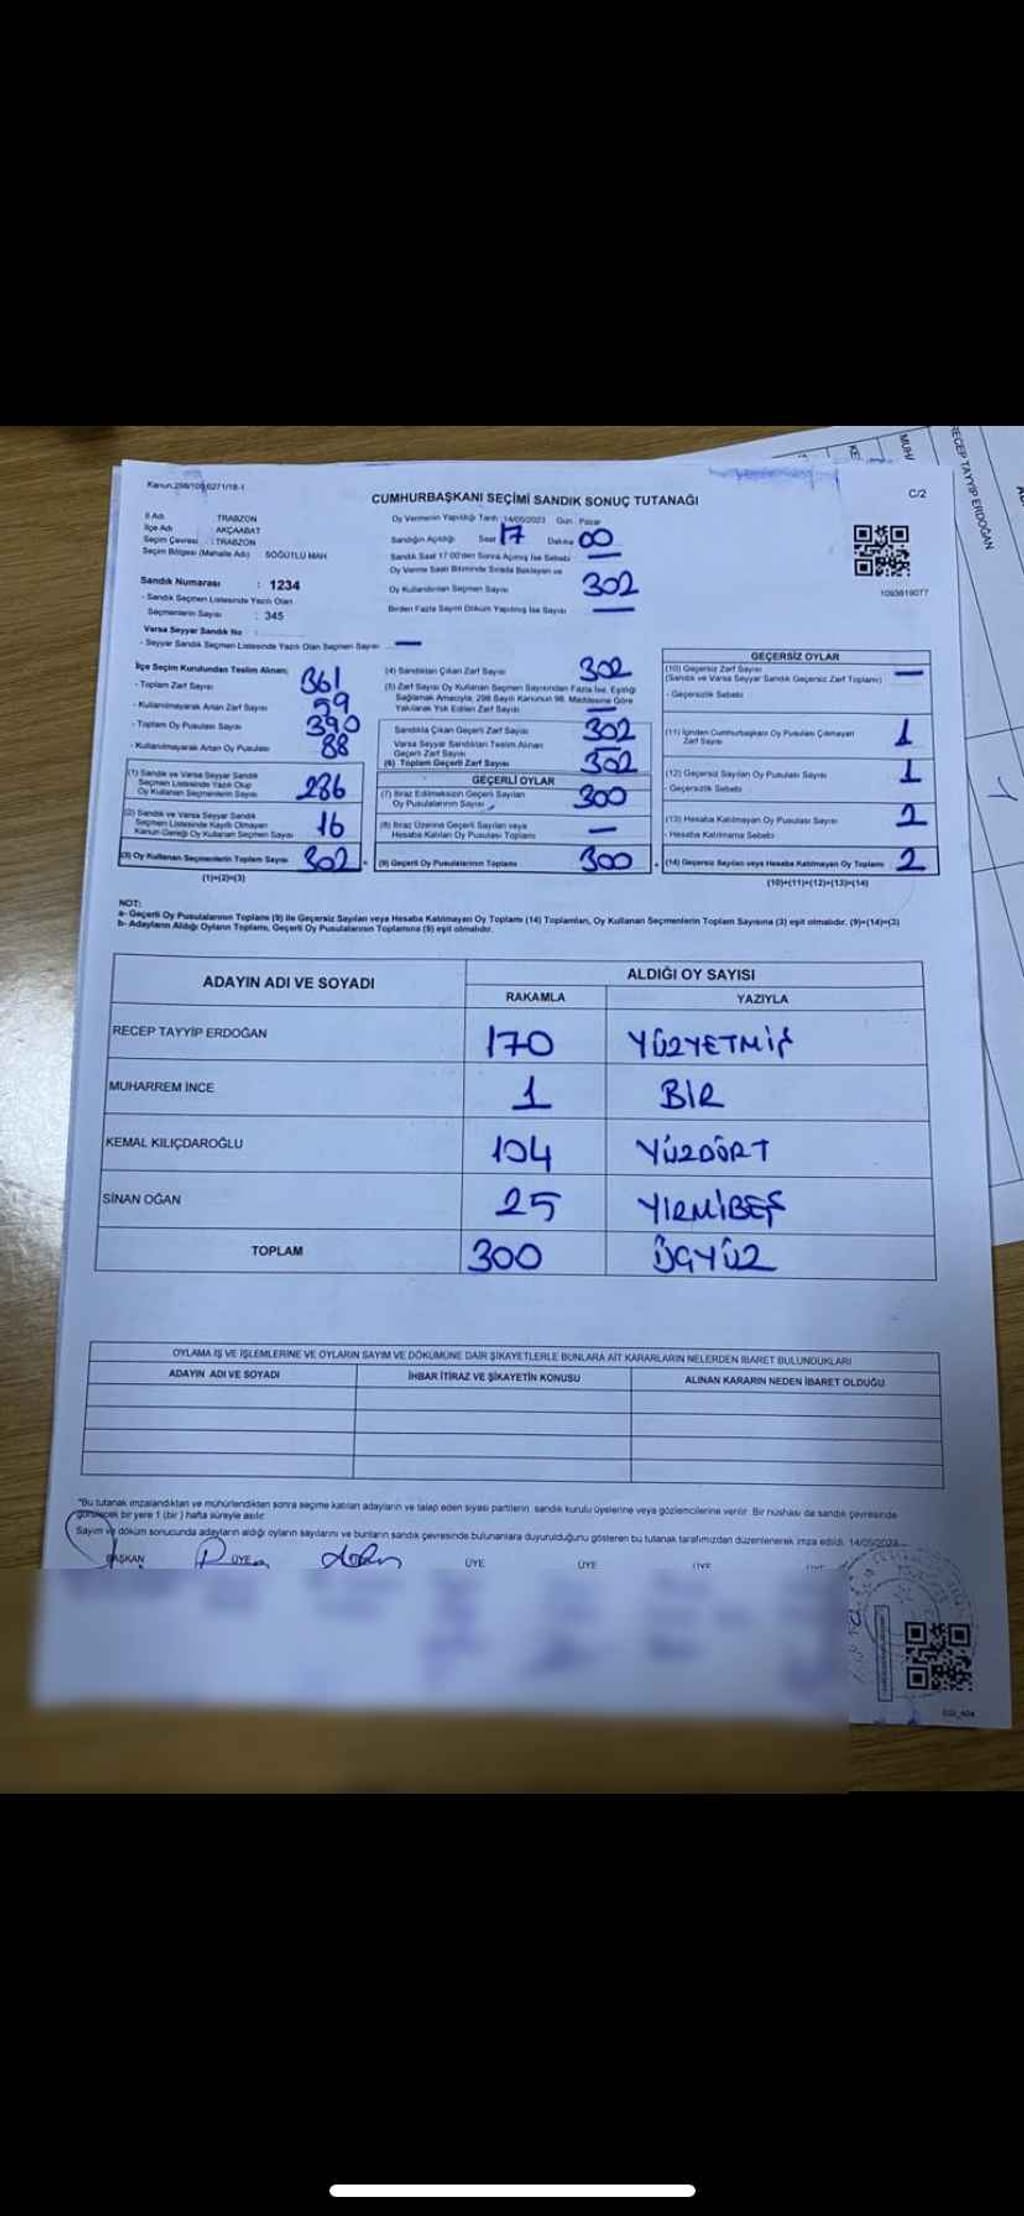 Kanun:298/105,6271/18-1
CUMHURBAŞKANI SEÇİMİ SANDIK SONUÇ TUTANAĞI
C/2
İl Adı : TRABZON
İlçe Adı : AKÇAABAT
Seçim Çevresi : TRABZON
Seçim Bölgesi (Mahalle Adı) SÖĞÜTLÜ MAH
Sandık Numarası : 1234
- Sandık Seçmen Listesinde Yazılı Olan
Seçmenlerin Sayısı : 345
Varsa Seyyar Sandık No :
- Seyyar Sandık Seçmen Listesinde Yazılı Olan Seçmen Sayısı —
Oy Vermenin Yapıldığı Tarih :14/05/2023 Gün: Pazar
Sandığın Açıldığı Saat 17 Dakika 00
Sandık Saat 17:00'den Sonra Açılmış İse Sebebi —
Oy Verme Saati Bitiminde Sırada Bekleyen ve
Oy Kullandırılan Seçmen Sayısı 302
Birden Fazla Sayım Döküm Yapılmış İse Sayısı —
1093619077
İlçe Seçim Kurulundan Teslim Alınan;
- Toplam Zarf Sayısı 361
- Kullanılmayarak Artan Zarf Sayısı 59
- Toplam Oy Pusulası Sayısı 390
- Kullanılmayarak Artan Oy Pusulası 88
(1) Sandık ve Varsa Seyyar Sandık
Seçmen Listesinde Yazılı Olup
Oy Kullanan Seçmenlerin Sayısı 286
(2) Sandık ve Varsa Seyyar Sandık
Seçmen Listesinde Kayıtlı Olmayan
Kanun Gereği Oy Kullanan Seçmen Sayısı 16
(3) Oy Kullanan Seçmenlerin Toplam Sayısı 302
(1)+(2)=(3)
(4) Sandıktan Çıkan Zarf Sayısı 302
(5) Zarf Sayısı Oy Kullanan Seçmen Sayısından Fazla İse, Eşitliği
Sağlamak Amacıyla, 298 Sayılı Kanunun 98. Maddesine Göre
Yakılarak Yok Edilen Zarf Sayısı —
Sandıkta Çıkan Geçerli Zarf Sayısı 302
Varsa Seyyar Sandıktan Teslim Alınan
Geçerli Zarf Sayısı
(6) Toplam Geçerli Zarf Sayısı 302
GEÇERLİ OYLAR
(7) İtiraz Edilmeksizin Geçerli Sayılan
Oy Pusulalarının Sayısı 300
(8) İtiraz Üzerine Geçerli Sayılan veya
Hesaba Katılan Oy Pusulası Toplamı —
(9) Geçerli Oy Pusulalarının Toplamı 300
GEÇERSİZ OYLAR
(10) Geçersiz Zarf Sayısı —
(Sandık ve Varsa Seyyar Sandık Geçersiz Zarf Toplamı)
- Geçersizlik Sebebi
(11) İçinden Cumhurbaşkanı Oy Pusulası Çıkmayan
Zarf Sayısı 1
(12) Geçersiz Sayılan Oy Pusulası Sayısı 1
- Geçersizlik Sebebi
(13) Hesaba Katılmayan Oy Pusulası Sayısı 2
- Hesaba Katılmama Sebebi
(14) Geçersiz Sayılan veya Hesaba Katılmayan Oy Toplamı 2
(10)+(11)+(12)+(13)=(14)
NOT:
a- Geçerli Oy Pusulalarının Toplamı (9) ile Geçersiz Sayılan veya Hesaba Katılmayan Oy Toplamı (14) Toplamları, Oy Kullanan Seçmenlerin Toplam Sayısına (3) eşit olmalıdır. (9)+(14)=(3)
b- Adayların Aldığı Oyların Toplamı, Geçerli Oy Pusulalarının Toplamına (9) eşit olmalıdır.
ADAYIN ADI VE SOYADI
ALDIĞI OY SAYISI
RAKAMLA YAZIYLA
RECEP TAYYİP ERDOĞAN 170 YÜZYETMİŞ
MUHARREM İNCE 1 BİR
KEMAL KILIÇDAROĞLU 104 YÜZDÖRT
SİNAN OĞAN 25 YİRMİBEŞ
TOPLAM 300 ÜÇYÜZ
OYLAMA İŞ VE İŞLEMLERİNE VE OYLARIN SAYIM VE DÖKÜMÜNE DAİR ŞİKAYETLERLE BUNLARA AİT KARARLARIN NELERDEN İBARET BULUNDUKLARI
ADAYIN ADI VE SOYADI İHBAR İTİRAZ VE ŞİKAYETİN KONUSU ALINAN KARARIN NEDEN İBARET OLDUĞU
*Bu tutanak imzalandıktan ve mühürlendikten sonra seçime katılan adayların ve talep eden siyasi partilerin sandık kurulu üyelerine veya gözlemcilerine verilir. Bir nüshası da sandık çevresinde
görülecek bir yere 1 (bir ) hafta süreyle asılır.
Sayım ve döküm sonucunda adayların aldığı oyların sayılarını ve bunların sandık çevresinde bulunanlara duyurulduğunu gösteren bu tutanak tarafımızdan düzenlenerek imza edildi. 14/05/2023
BAŞKAN ÜYE ÜYE ÜYE ÜYE ÜYE
RECEP TAYYİP ERDOĞAN
MUH
KE